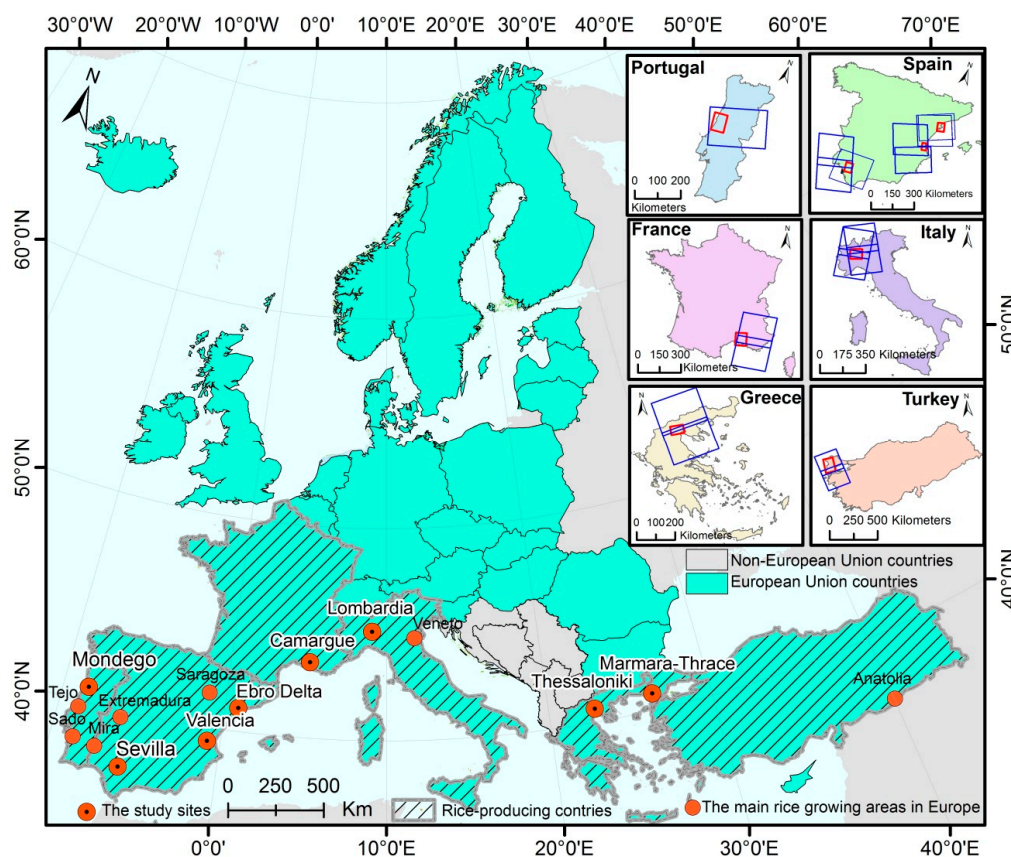 30°0'W 20°0'W 10°0'W 0°0' 10°0'E 20°0'E 30°0'E 40°0'E 50°0'E 60°0'E 70°0'E
N
60°0'N
50°0'N
40°0'N
50°0'N
40°0'N
Portugal
N
0 100 200
Kilometers
Spain
N
0 150 300
Kilometers
France
N
0 150 300
Kilometers
Italy
N
0 175 350 Kilometers
Greece
N
0 100 200
Kilometers
Turkey
N
0 250 500 Kilometers
Non-European Union countries
European Union countries
Lombardia
Veneto
Camargue
Mondego
Saragoza
Marmara-Thrace
Thessaloniki
Anatolia
Tejo
Extremadura
Ebro Delta
Sado
Mira
Valencia
Sevilla
0 250 500
Km
The study sites
Rice-producing contries
The main rice growing areas in Europe
0°0' 10°0'E 20°0'E 30°0'E 40°0'E